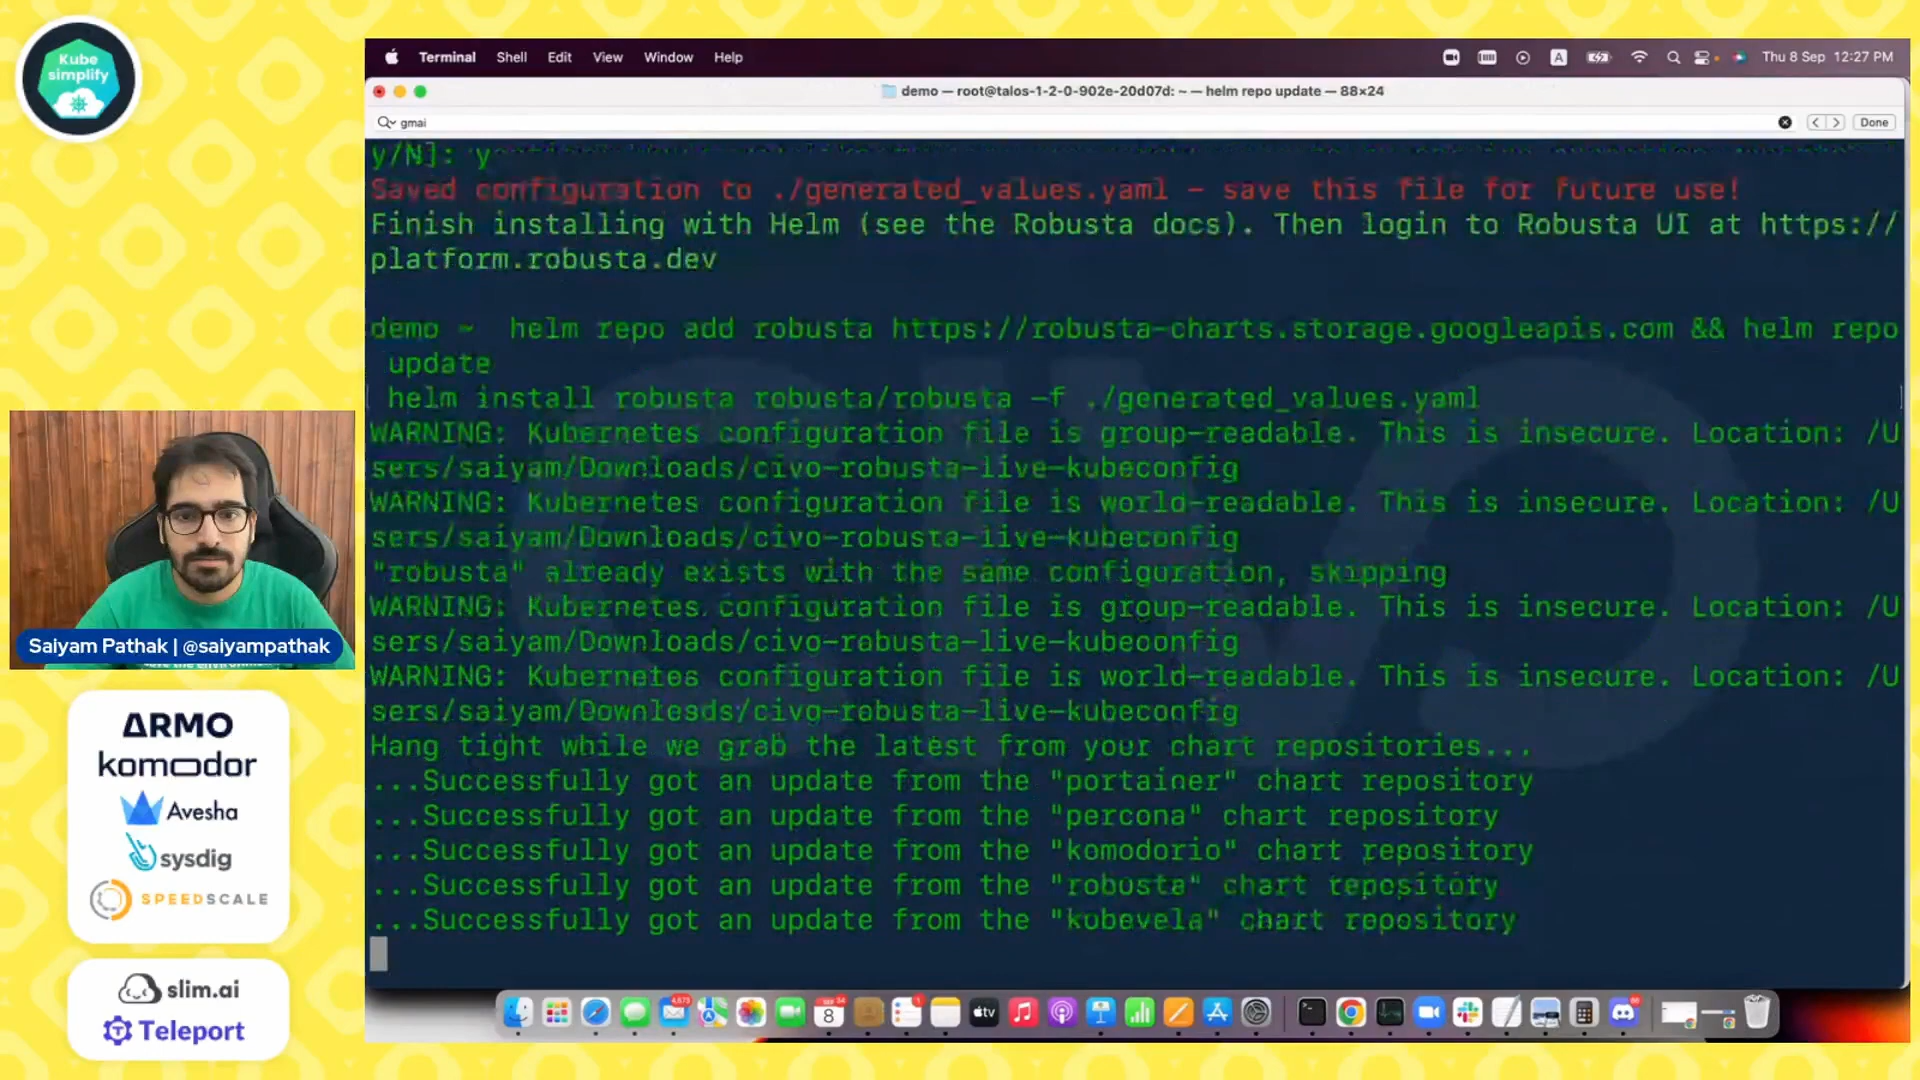 Kube
simplify
Terminal Shell Edit View Window Help
Thu 8 Sep 12:27 PM
demo — root@talos-1-2-0-902e-20d07d: ~ — helm repo update — 88×24
gmai
Done
y/N]: y
Saved configuration to ./generated_values.yaml - save this file for future use!
Finish installing with Helm (see the Robusta docs). Then login to Robusta UI at https://
platform.robusta.dev
demo ~ helm repo add robusta https://robusta-charts.storage.googleapis.com && helm repo
update
helm install robusta robusta/robusta -f ./generated_values.yaml
WARNING: Kubernetes configuration file is group-readable. This is insecure. Location: /U
sers/saiyam/Downloads/civo-robusta-live-kubeconfig
WARNING: Kubernetes configuration file is world-readable. This is insecure. Location: /U
sers/saiyam/Downloads/civo-robusta-live-kubeconfig
"robusta" already exists with the same configuration, skipping
WARNING: Kubernetes configuration file is group-readable. This is insecure. Location: /U
sers/saiyam/Downloads/civo-robusta-live-kubeconfig
WARNING: Kubernetes configuration file is world-readable. This is insecure. Location: /U
sers/saiyam/Downloads/civo-robusta-live-kubeconfig
Hang tight while we grab the latest from your chart repositories...
...Successfully got an update from the "portainer" chart repository
...Successfully got an update from the "percona" chart repository
...Successfully got an update from the "komodorio" chart repository
...Successfully got an update from the "robusta" chart repository
...Successfully got an update from the "kubevela" chart repository
CIVO
Saiyam Pathak | @saiyampathak
ARMO
komodor
Avesha
sysdig
SPEEDSCALE
slim.ai
Teleport
tv
8